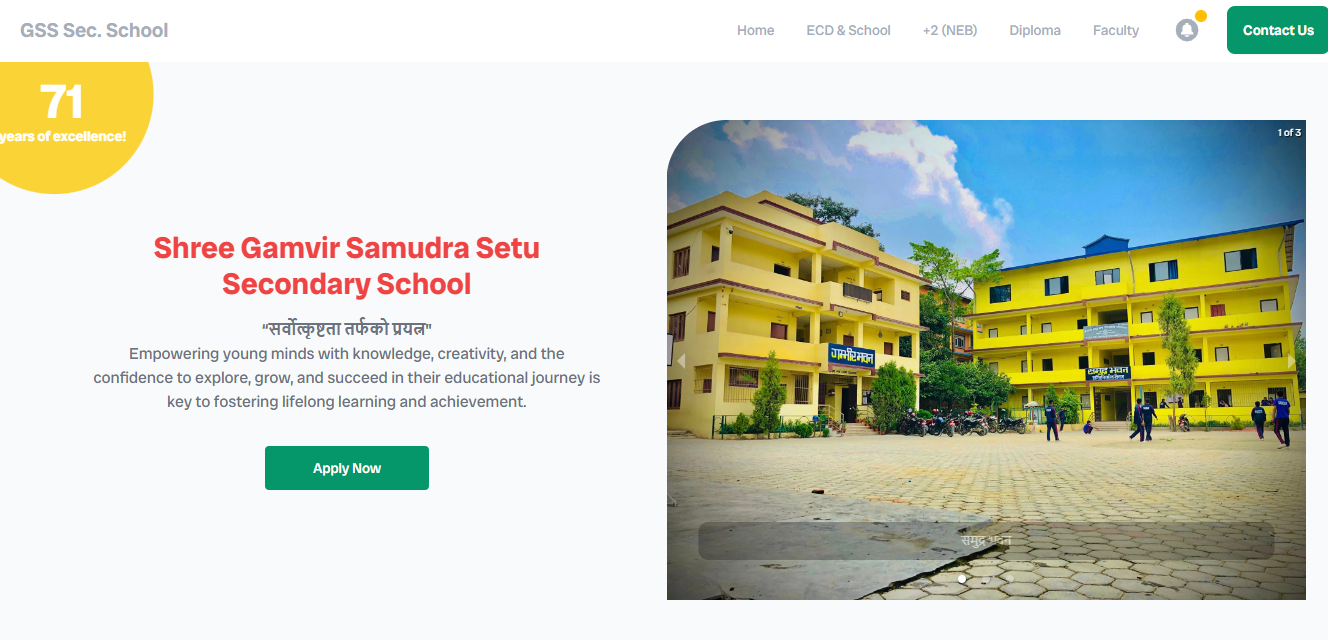 GSS Sec. School
Home
ECD & School
+2 (NEB)
Diploma
Faculty
Contact Us
71
years of excellence!
Shree Gamvir Samudra Setu
Secondary School
“सर्वोत्कृष्टता तर्फको प्रयत्न"
Empowering young minds with knowledge, creativity, and the
confidence to explore, grow, and succeed in their educational journey is
key to fostering lifelong learning and achievement.
Apply Now
1 of 3
गम्भीर भवन
समुद्र भवन
समुद्र भवन